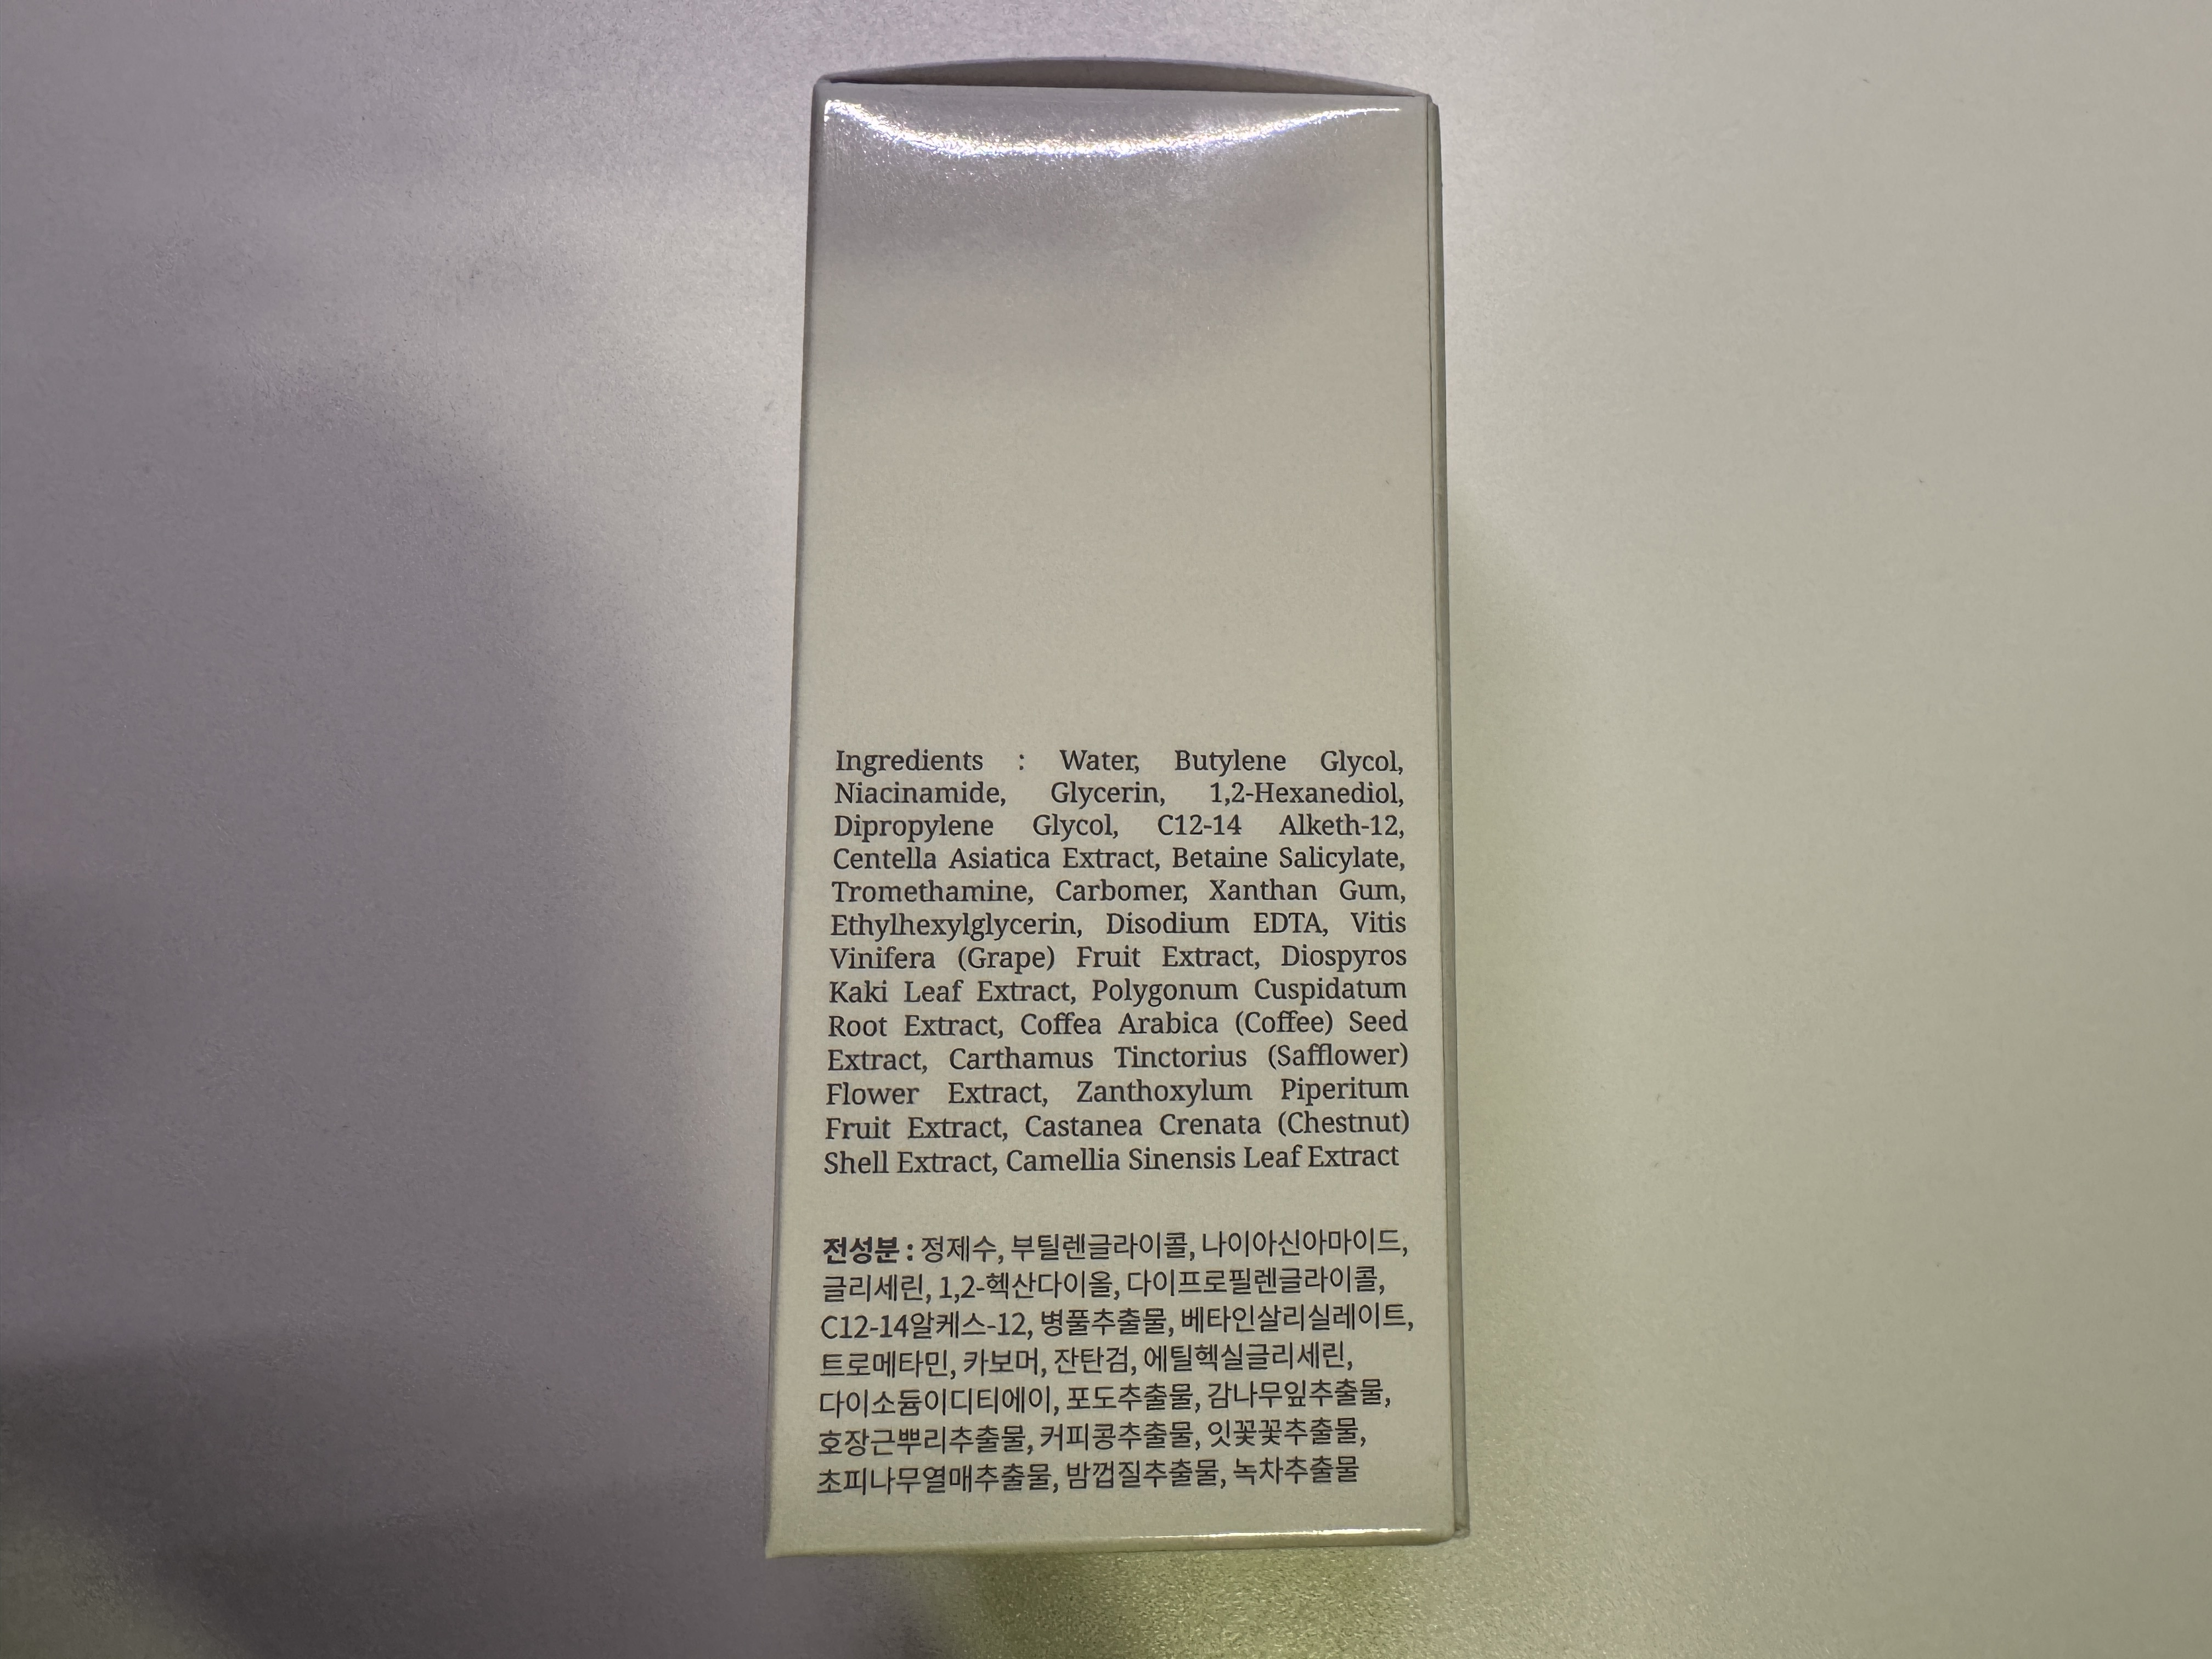 Ingredients : Water, Butylene Glycol,
Niacinamide, Glycerin, 1,2-Hexanediol,
Dipropylene Glycol, C12-14 Alketh-12,
Centella Asiatica Extract, Betaine Salicylate,
Tromethamine, Carbomer, Xanthan Gum,
Ethylhexylglycerin, Disodium EDTA, Vitis
Vinifera (Grape) Fruit Extract, Diospyros
Kaki Leaf Extract, Polygonum Cuspidatum
Root Extract, Coffea Arabica (Coffee) Seed
Extract, Carthamus Tinctorius (Safflower)
Flower Extract, Zanthoxylum Piperitum
Fruit Extract, Castanea Crenata (Chestnut)
Shell Extract, Camellia Sinensis Leaf Extract
전성분 : 정제수, 부틸렌글라이콜, 나이아신아마이드,
글리세린, 1,2-헥산다이올, 다이프로필렌글라이콜,
C12-14알케스-12, 병풀추출물, 베타인살리실레이트,
트로메타민, 카보머, 잔탄검, 에틸헥실글리세린,
다이소듐이디티에이, 포도추출물, 감나무잎추출물,
호장근뿌리추출물, 커피콩추출물, 잇꽃꽃추출물,
초피나무열매추출물, 밤껍질추출물, 녹차추출물